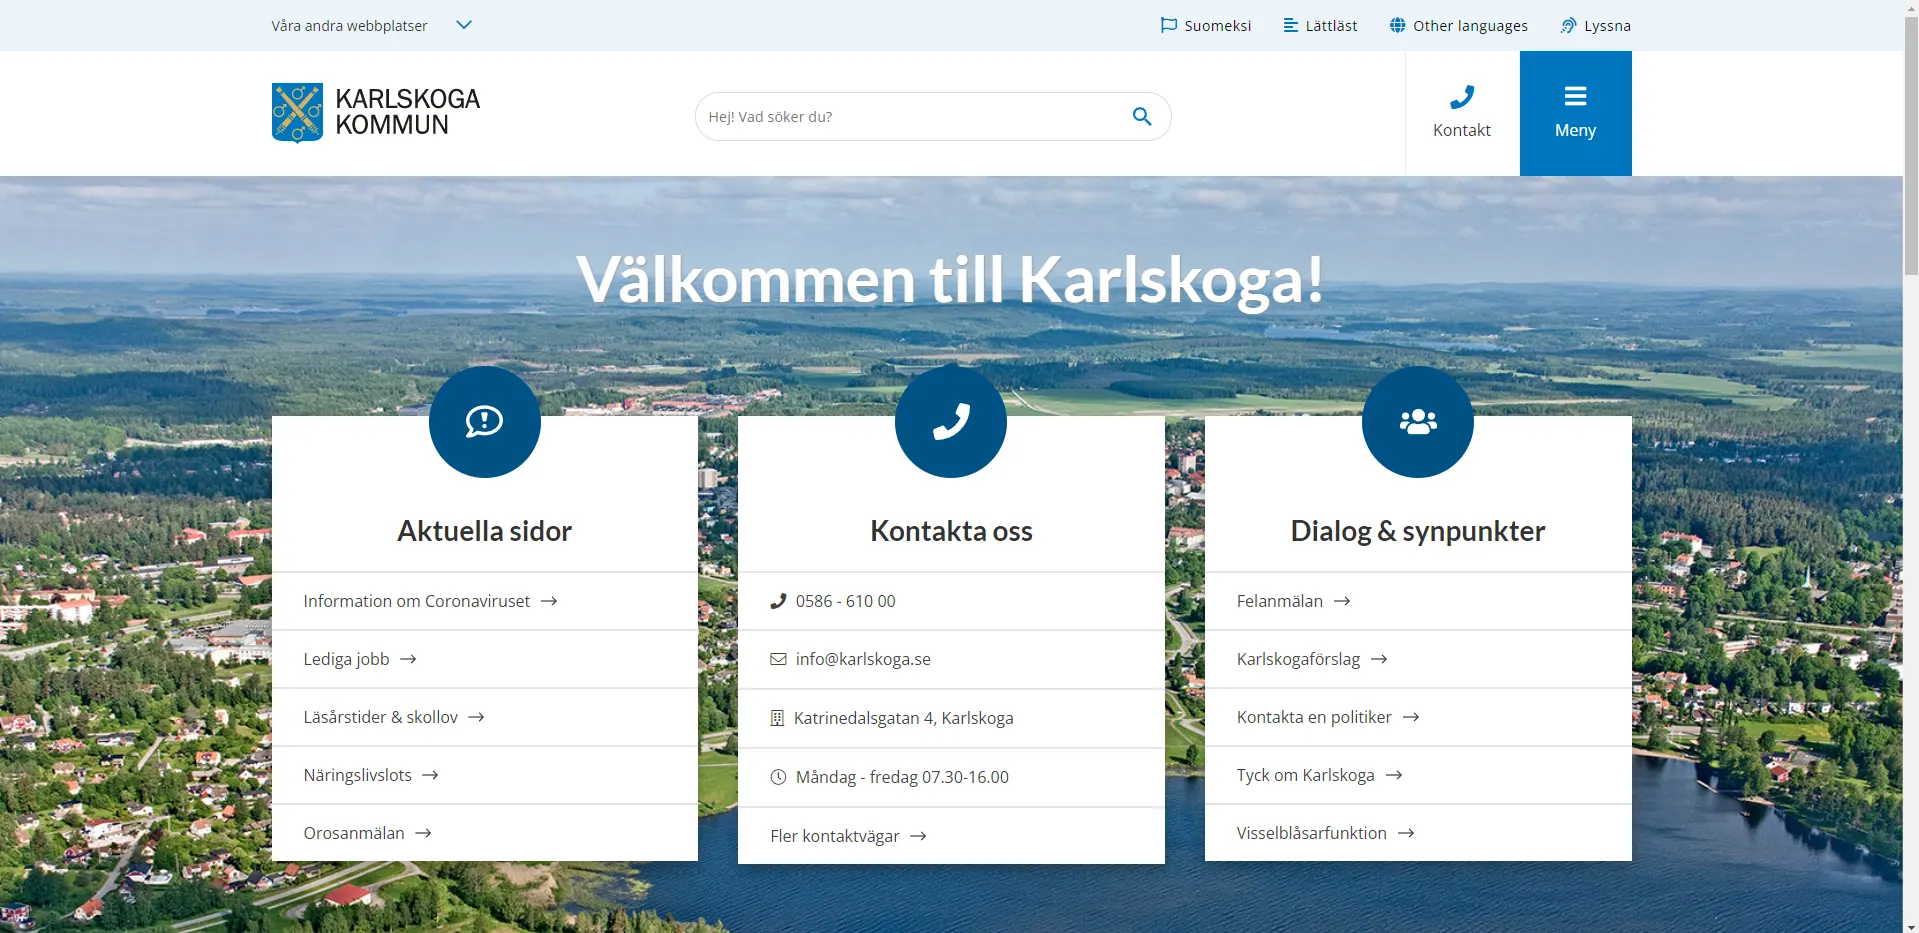 Våra andra webbplatser
Suomeksi
Lättläst
Other languages
Lyssna
KARLSKOGA
KOMMUN
Hej! Vad söker du?
Kontakt
Meny
Välkommen till Karlskoga!
Aktuella sidor
Information om Coronaviruset
Lediga jobb
Läsårstider & skollov
Näringslivslots
Orosanmälan
Kontakta oss
0586 - 610 00
info@karlskoga.se
Katrinedalsgatan 4, Karlskoga
Måndag - fredag 07.30-16.00
Fler kontaktvägar
Dialog & synpunkter
Felanmälan
Karlskogaförslag
Kontakta en politiker
Tyck om Karlskoga
Visselblåsarfunktion